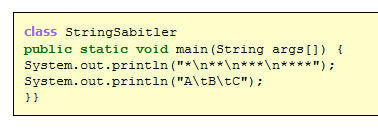 class StringSabitler
public static void main(String args[]) {
System.out.println("*\n**\n***\n****");
System.out.println("A\tB\tC");
}}